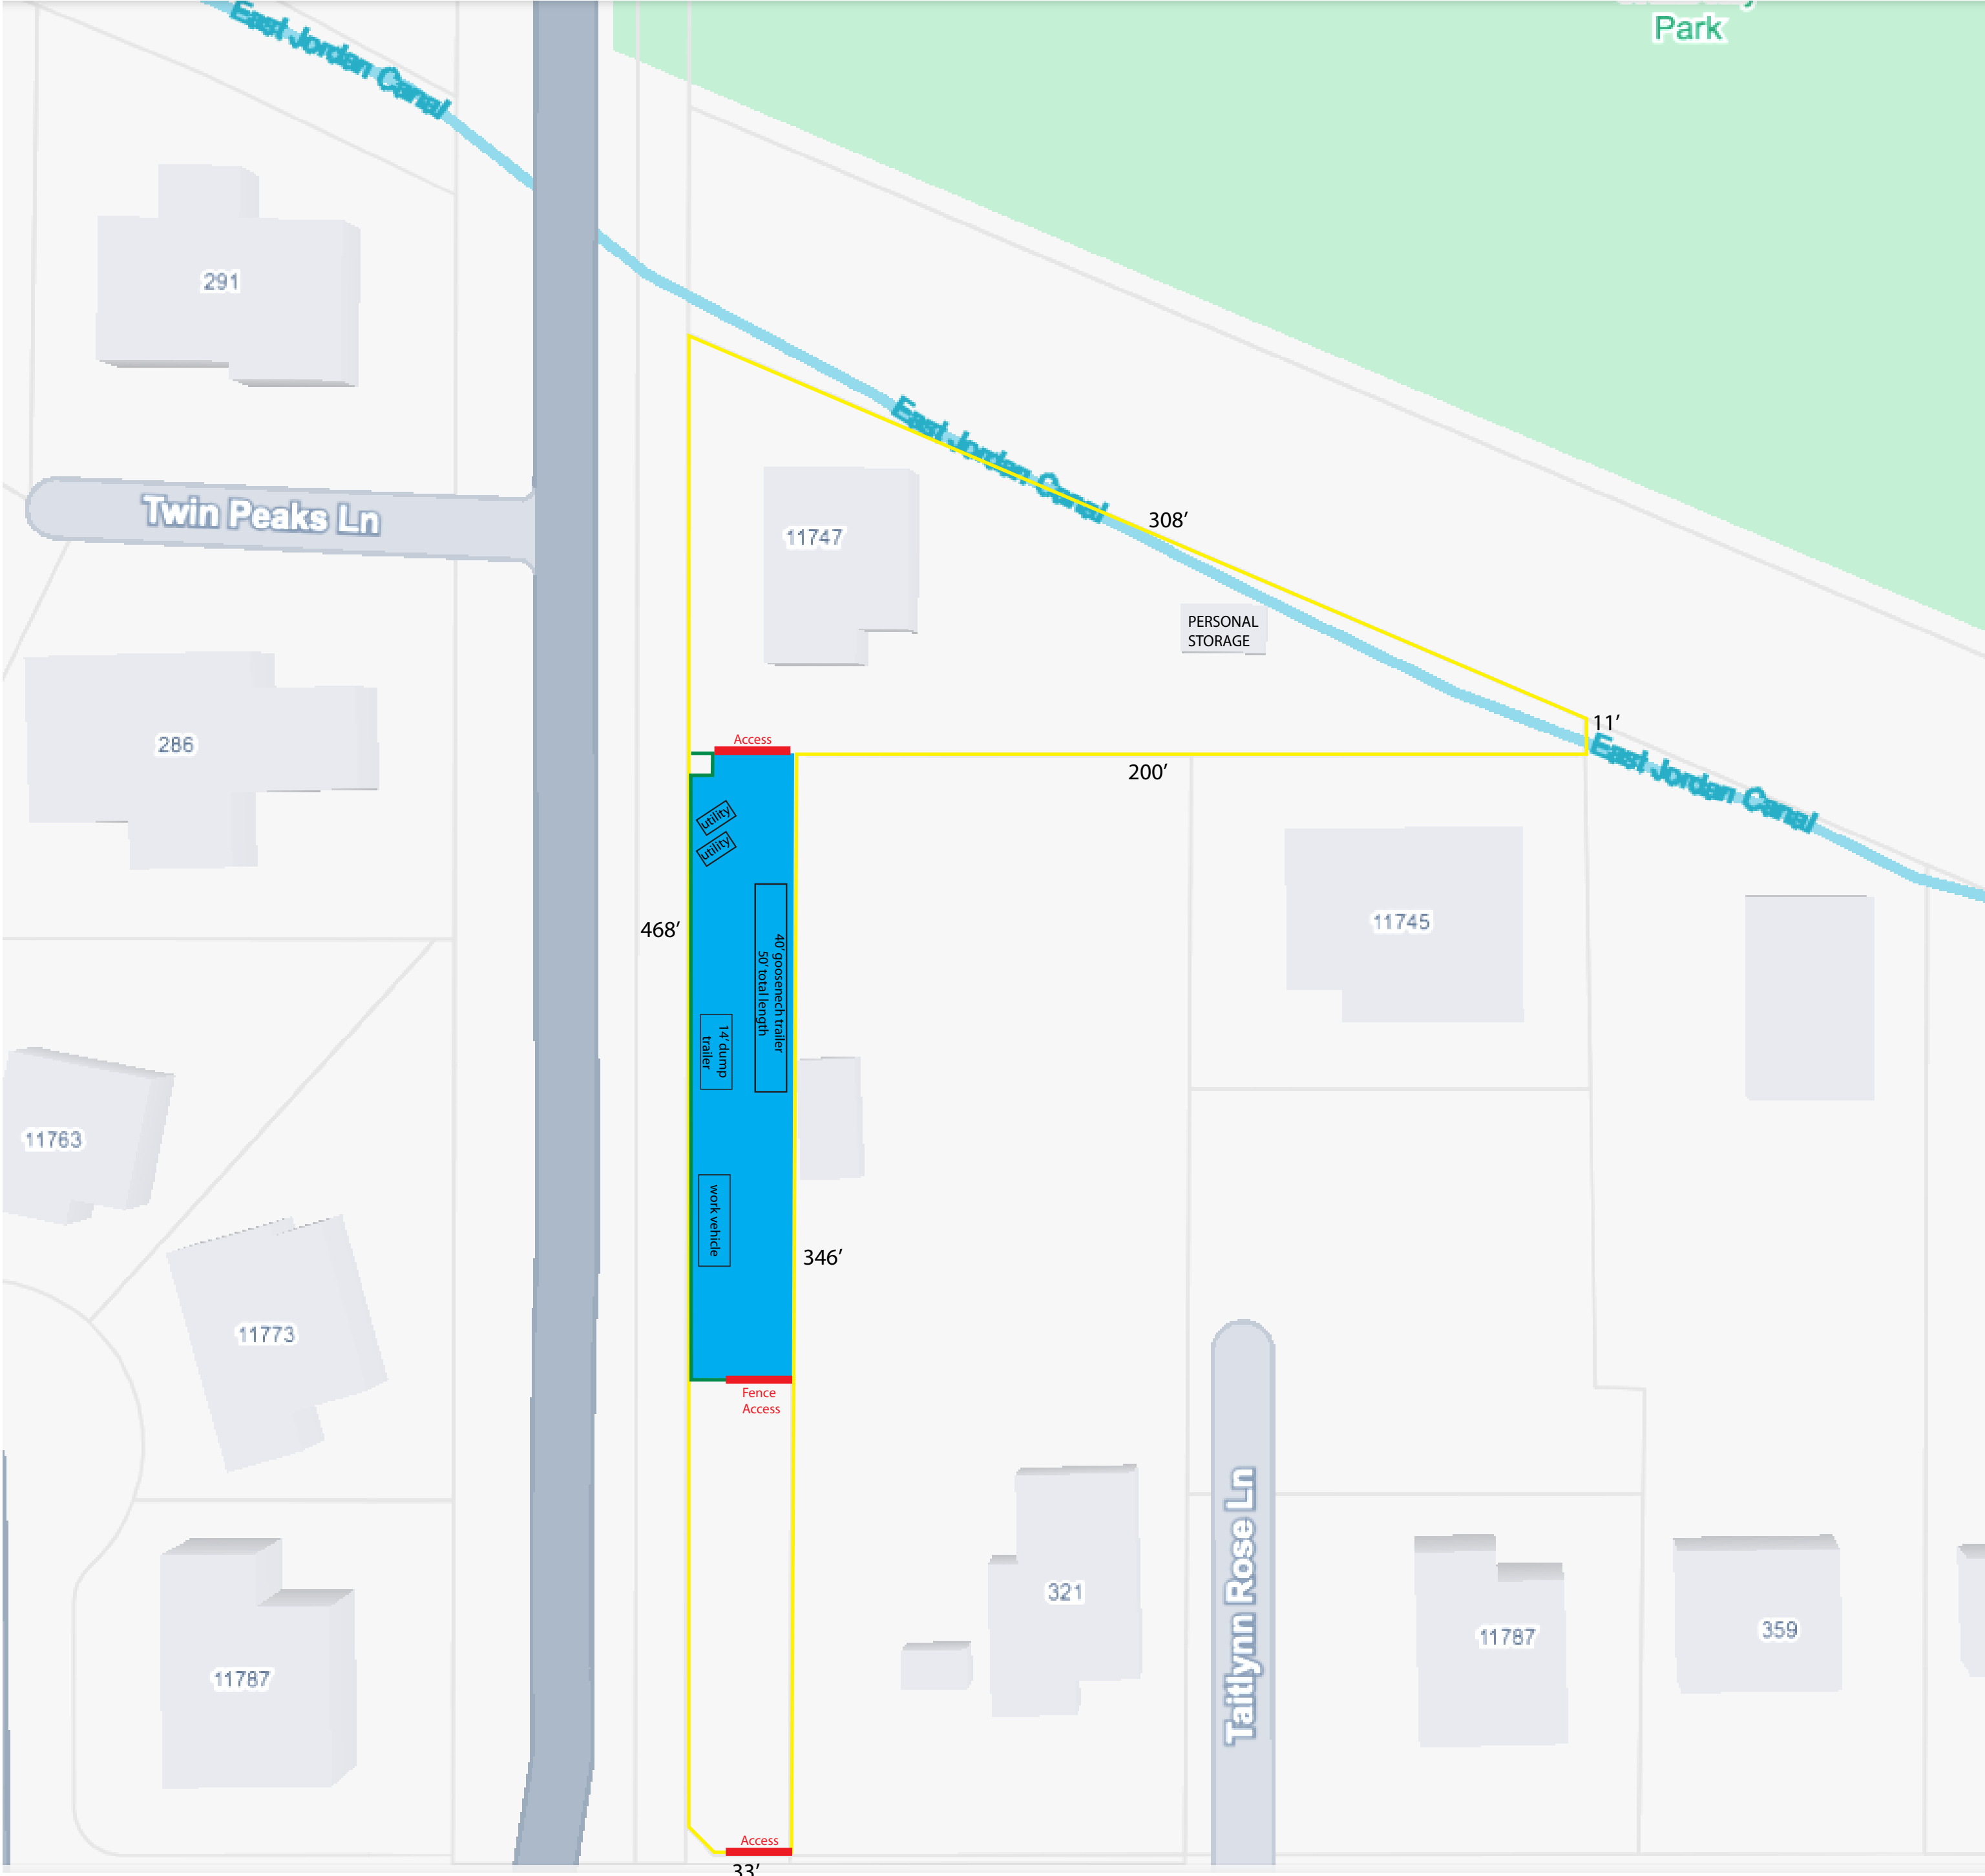 Park
East Jordan Canal
291
Twin Peaks Ln
East Jordan Canal
308'
11747
PERSONAL
STORAGE
11'
286
Access
East Jordan Canal
200'
utility
utility
468'
11745
40' goosenech trailer
50' total length
14' dump
trailer
11763
work vehicle
346'
11773
Fence
Access
Taitlynn Rose Ln
321
11787
359
11787
Access
33'